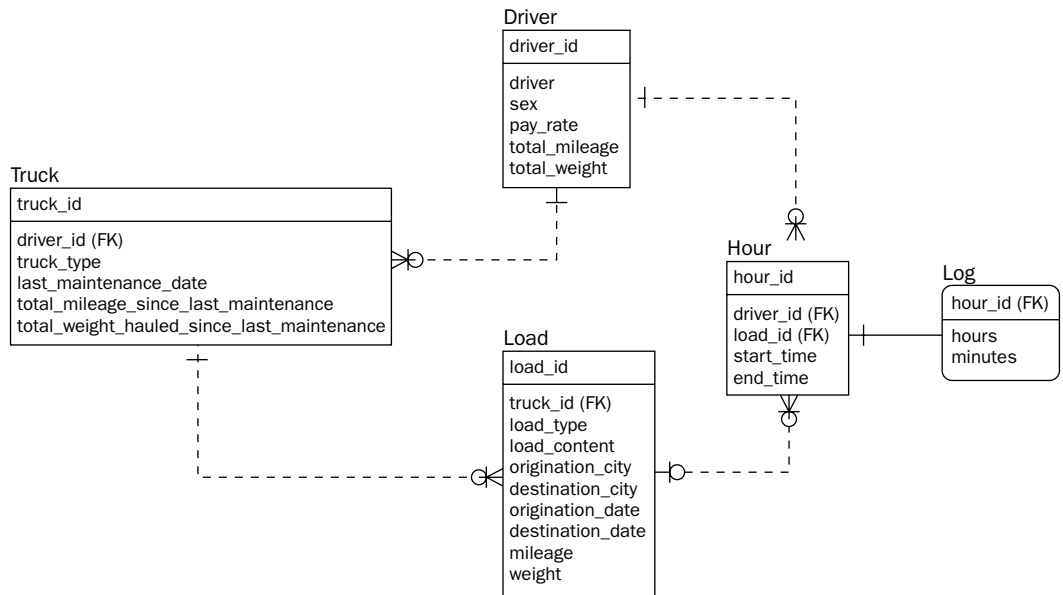 Driver
driver_id
driver
sex
pay_rate
total_mileage
total_weight
Truck
truck_id
driver_id (FK)
truck_type
last_maintenance_date
total_mileage_since_last_maintenance
total_weight_hauled_since_last_maintenance
Hour
hour_id
driver_id (FK)
load_id (FK)
start_time
end_time
Log
hour_id (FK)
hours
minutes
Load
load_id
truck_id (FK)
load_type
load_content
origination_city
destination_city
origination_date
destination_date
mileage
weight